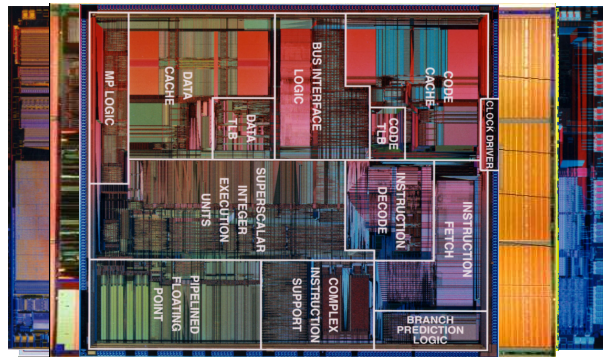 MP LOGIC
DATA
CACHE
DATA
TLB
BUS INTERFACE
LOGIC
CODE
CACHE
CODE
TLB
CLOCK DRIVER
SUPERSCALAR
INTEGER
EXECUTION
UNITS
INSTRUCTION
DECODE
INSTRUCTION
FETCH
PIPELINED
FLOATING
POINT
COMPLEX
INSTRUCTION
SUPPORT
BRANCH
PREDICTION
LOGIC